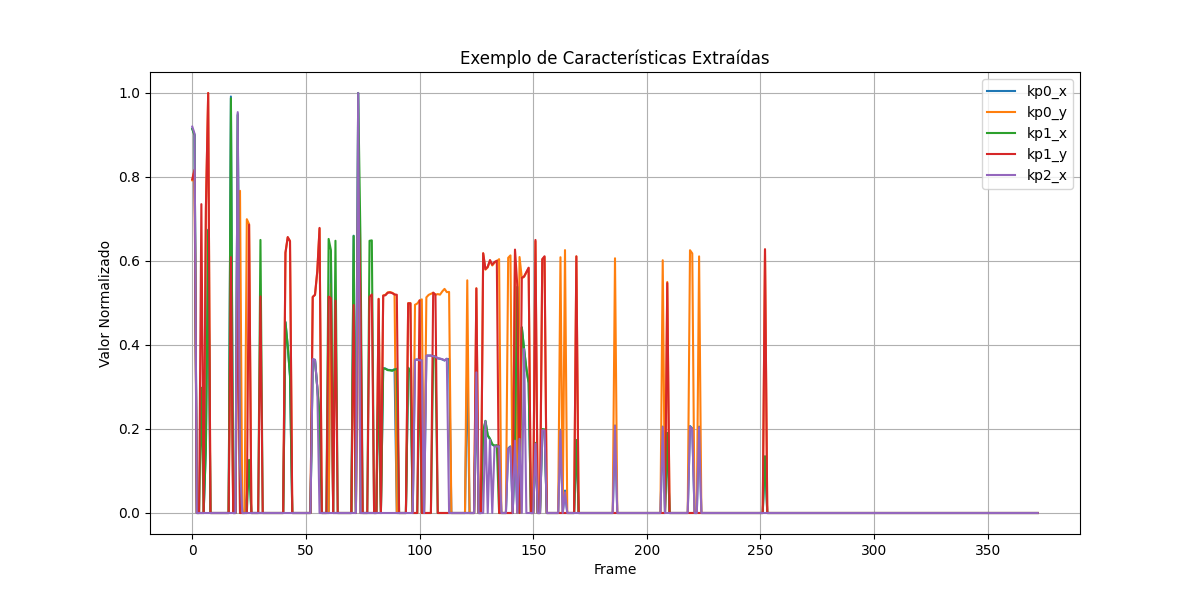 Exemplo de Características Extraídas
1.0
0.8
0.6
0.4
0.2
0.0
Valor Normalizado
kp0_x
kp0_y
kp1_x
kp1_y
kp2_x
0 50 100 150 200 250 300 350
Frame